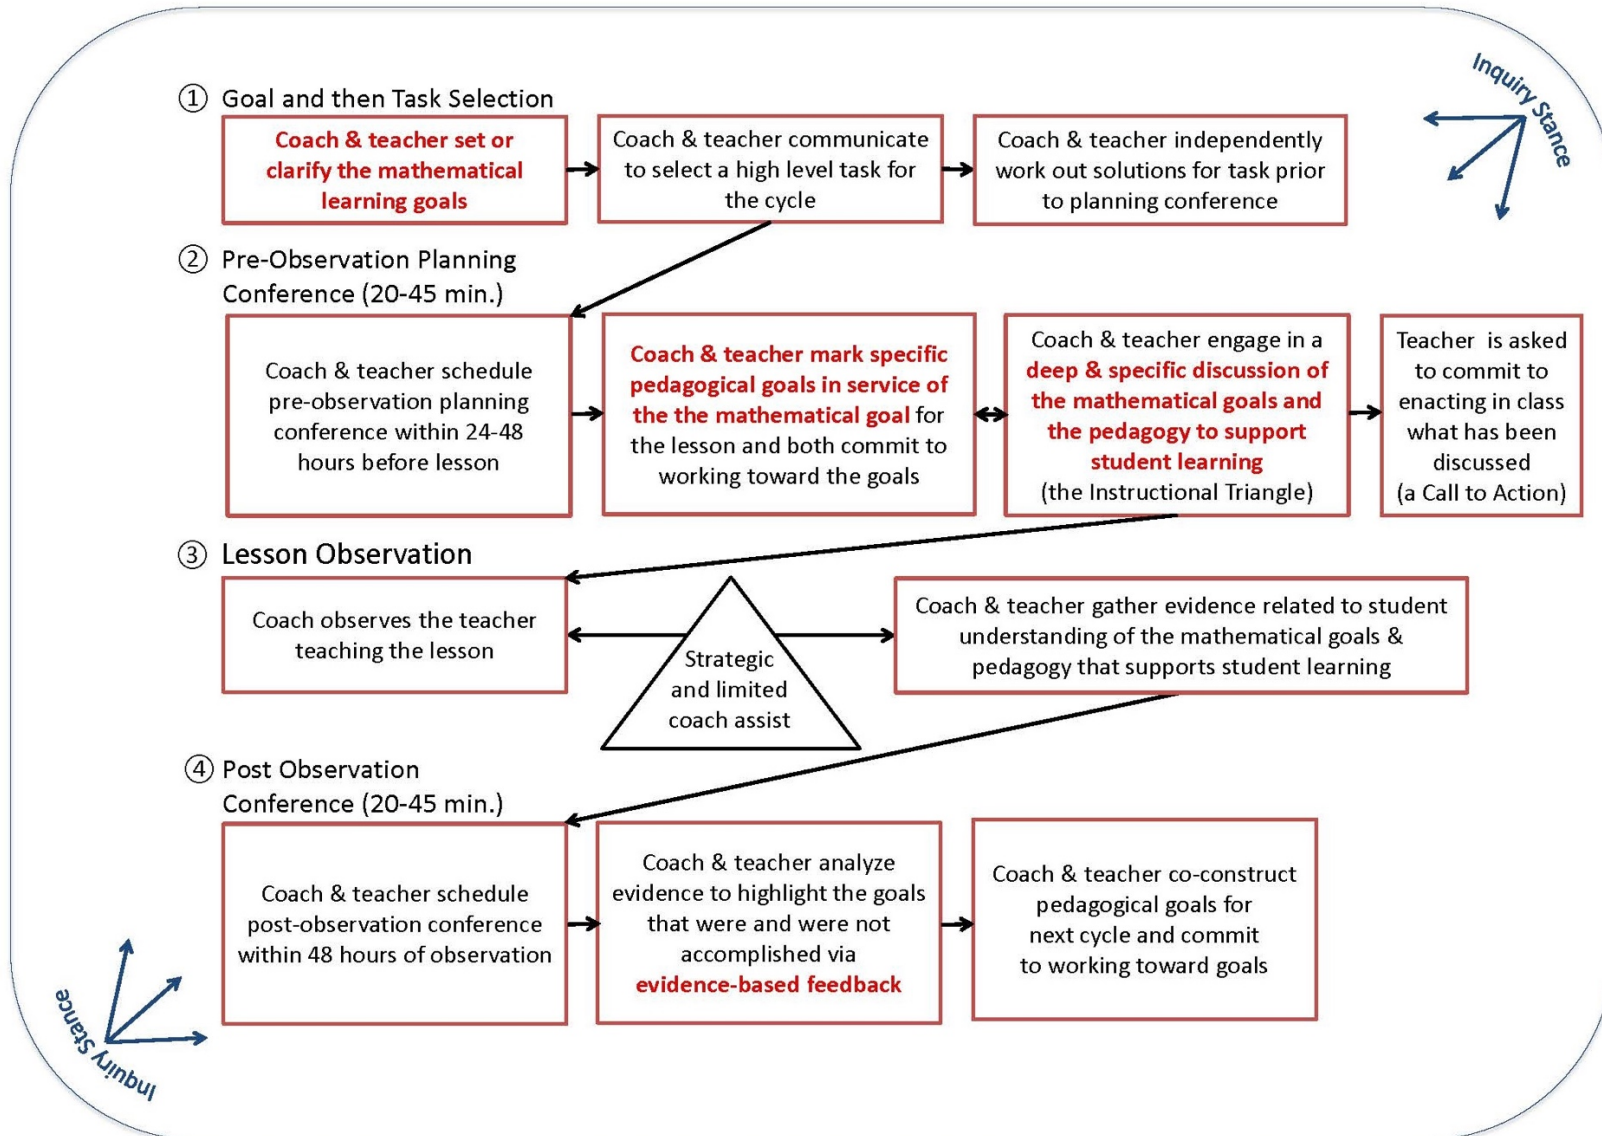 Inquiry Stance
① Goal and then Task Selection
Coach & teacher set or
clarify the mathematical
learning goals
Coach & teacher communicate
to select a high level task for
the cycle
Coach & teacher independently
work out solutions for task prior
to planning conference
② Pre-Observation Planning
Conference (20-45 min.)
Coach & teacher schedule
pre-observation planning
conference within 24-48
hours before lesson
Coach & teacher mark specific
pedagogical goals in service of
the the mathematical goal for
the lesson and both commit to
working toward the goals
Coach & teacher engage in a
deep & specific discussion of
the mathematical goals and
the pedagogy to support
student learning
(the Instructional Triangle)
Teacher is asked
to commit to
enacting in class
what has been
discussed
(a Call to Action)
③ Lesson Observation
Coach observes the teacher
teaching the lesson
Strategic
and limited
coach assist
Coach & teacher gather evidence related to student
understanding of the mathematical goals &
pedagogy that supports student learning
④ Post Observation
Conference (20-45 min.)
Coach & teacher schedule
post-observation conference
within 48 hours of observation
Coach & teacher analyze
evidence to highlight the goals
that were and were not
accomplished via
evidence-based feedback
Coach & teacher co-construct
pedagogical goals for
next cycle and commit
to working toward goals
Inquiry Stance